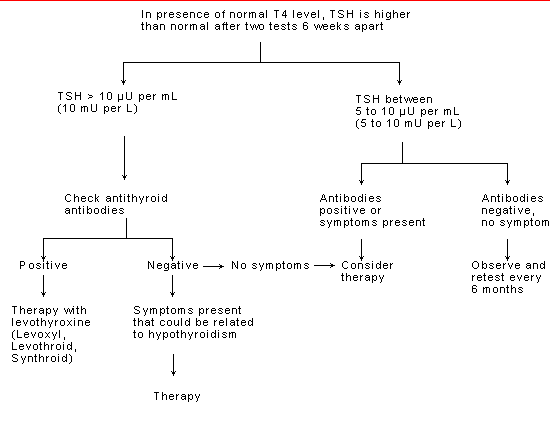 In presence of normal T4 level, TSH is higher
than normal after two tests 6 weeks apart
TSH > 10 µU per mL
(10 mU per L)
TSH between
5 to 10 µU per mL
(5 to 10 mU per L)
Check antithyroid
antibodies
Antibodies
positive or
symptoms present
Antibodies
negative,
no symptom
Positive
Negative
No symptoms
Consider
therapy
Observe and
retest every
6 months
Therapy with
levothyroxine
(Levoxyl,
Levothroid,
Synthroid)
Symptoms present
that could be related
to hypothyroidism
Therapy